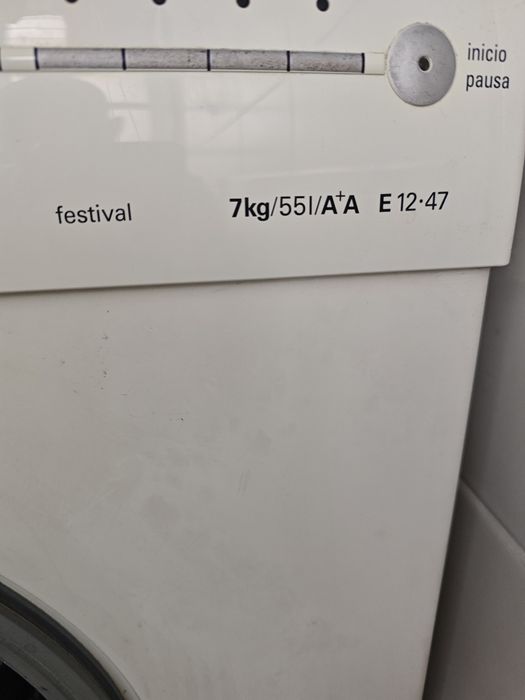 inicio
pausa
festival 7kg/55l/A⁺A E 12·47